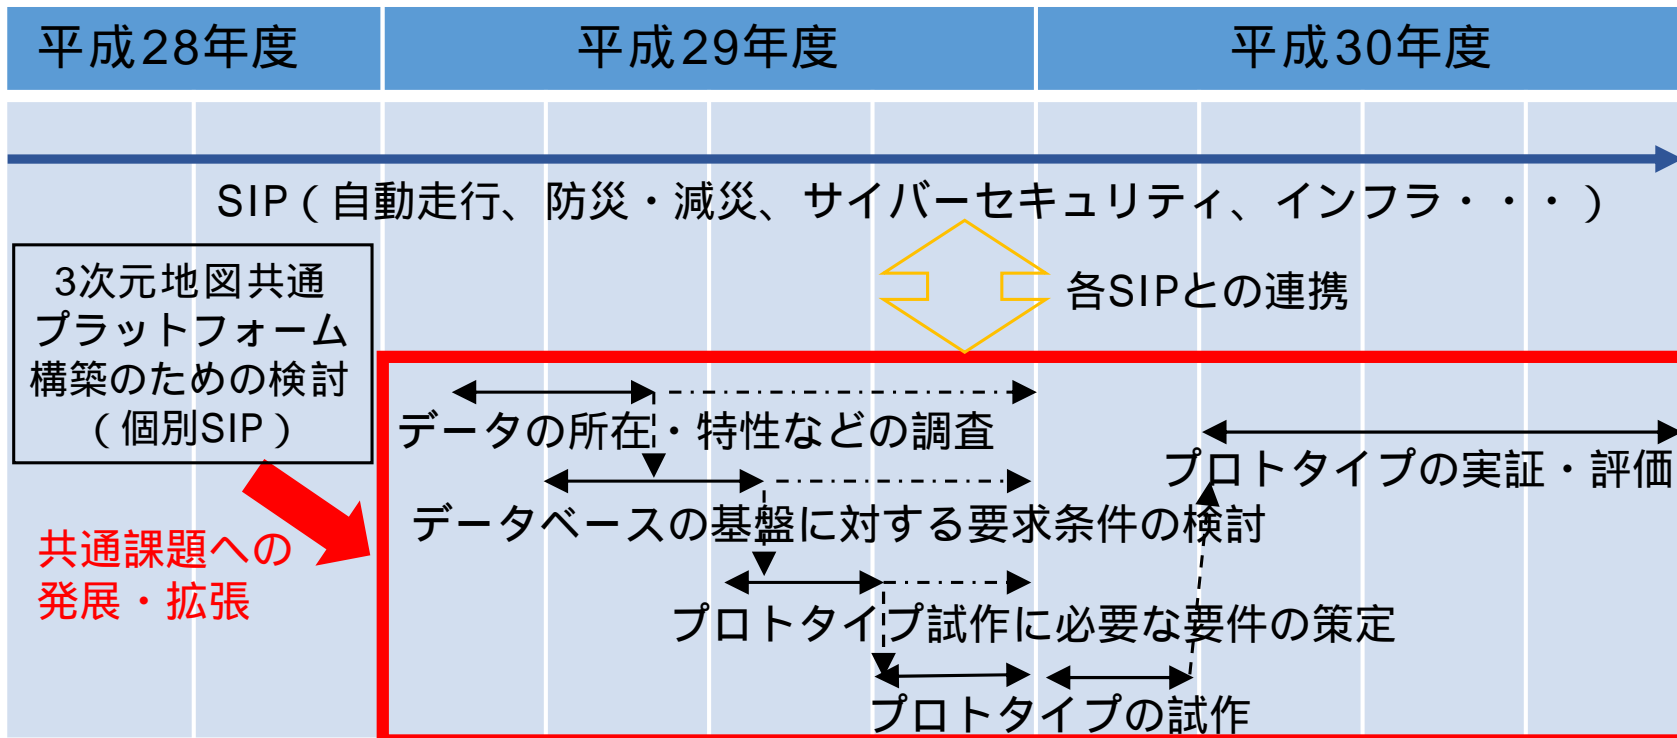 平成28年度
平成29年度
平成30年度
SIP（自動走行、防災・減災、サイバーセキュリティ、インフラ・・・）
3次元地図共通
プラットフォーム
構築のための検討
（個別SIP）
各SIPとの連携
データの所在・特性などの調査
プロトタイプの実証・評価
データベースの基盤に対する要求条件の検討
共通課題への
発展・拡張
プロトタイプ試作に必要な要件の策定
プロトタイプの試作